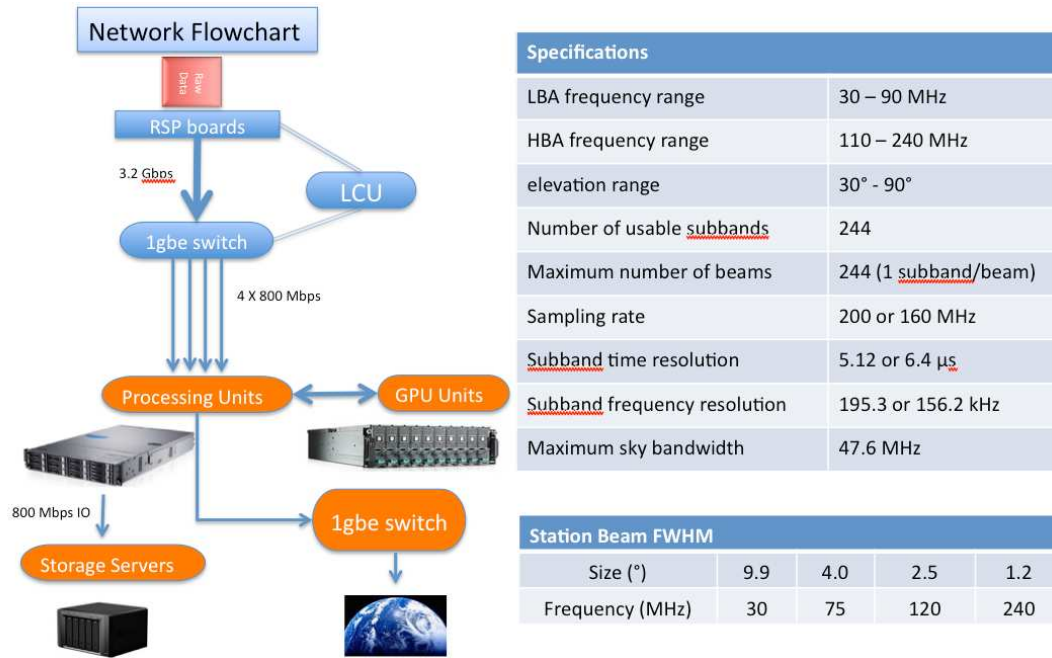 Network Flowchart
Raw
Data
RSP boards
3.2 Gbps
LCU
1gbe switch
4 X 800 Mbps
Processing Units
GPU Units
800 Mbps IO
1gbe switch
Storage Servers
Specifications
LBA frequency range 30 – 90 MHz
HBA frequency range 110 – 240 MHz
elevation range 30° - 90°
Number of usable subbands 244
Maximum number of beams 244 (1 subband/beam)
Sampling rate 200 or 160 MHz
Subband time resolution 5.12 or 6.4 μs
Subband frequency resolution 195.3 or 156.2 kHz
Maximum sky bandwidth 47.6 MHz
Station Beam FWHM
Size (°) 9.9 4.0 2.5 1.2
Frequency (MHz) 30 75 120 240